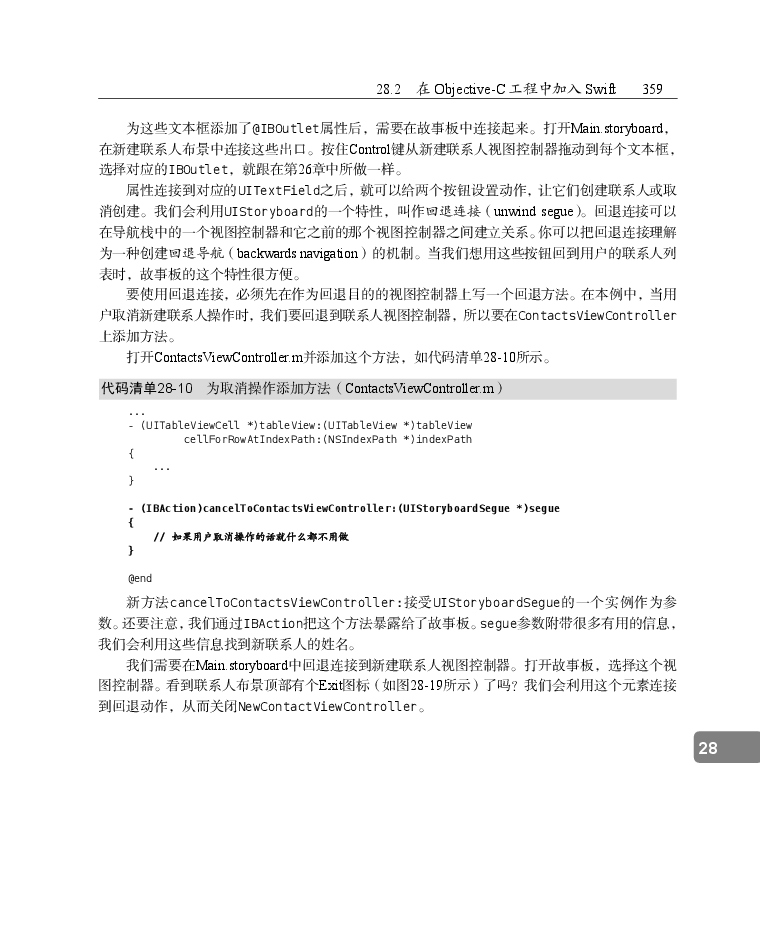 28.2 在 Objective-C 工程中加入 Swift 359
为这些文本框添加了@IBOutlet属性后，需要在故事板中连接起来。打开Main.storyboard，
在新建联系人布景中连接这些出口。按住Control键从新建联系人视图控制器拖动到每个文本框，
选择对应的IBOutlet，就跟在第26章中所做一样。
属性连接到对应的UITextField之后，就可以给两个按钮设置动作，让它们创建联系人或取
消创建。我们会利用UIStoryboard的一个特性，叫作回退连接（unwind segue）。回退连接可以
在导航栈中的一个视图控制器和它之前的那个视图控制器之间建立关系。你可以把回退连接理解
为一种创建回退导航（backwards navigation）的机制。当我们想用这些按钮回到用户的联系人列
表时，故事板的这个特性很方便。
要使用回退连接，必须先在作为回退目的的视图控制器上写一个回退方法。在本例中，当用
户取消新建联系人操作时，我们要回退到联系人视图控制器，所以要在ContactsViewController
上添加方法。
打开ContactsViewController.m并添加这个方法，如代码清单28-10所示。
代码清单28-10 为取消操作添加方法（ContactsViewController.m）
...
- (UITableViewCell *)tableView:(UITableView *)tableView
cellForRowAtIndexPath:(NSIndexPath *)indexPath
{
...
}
- (IBAction)cancelToContactsViewController:(UIStoryboardSegue *)segue
{
// 如果用户取消操作的话就什么都不用做
}
@end
新方法cancelToContactsViewController:接受UIStoryboardSegue的一个实例作为参
数。还要注意，我们通过IBAction把这个方法暴露给了故事板。segue参数附带很多有用的信息，
我们会利用这些信息找到新联系人的姓名。
我们需要在Main.storyboard中回退连接到新建联系人视图控制器。打开故事板，选择这个视
图控制器。看到联系人布景顶部有个Exit图标（如图28-19所示）了吗？我们会利用这个元素连接
到回退动作，从而关闭NewContactViewController。
28